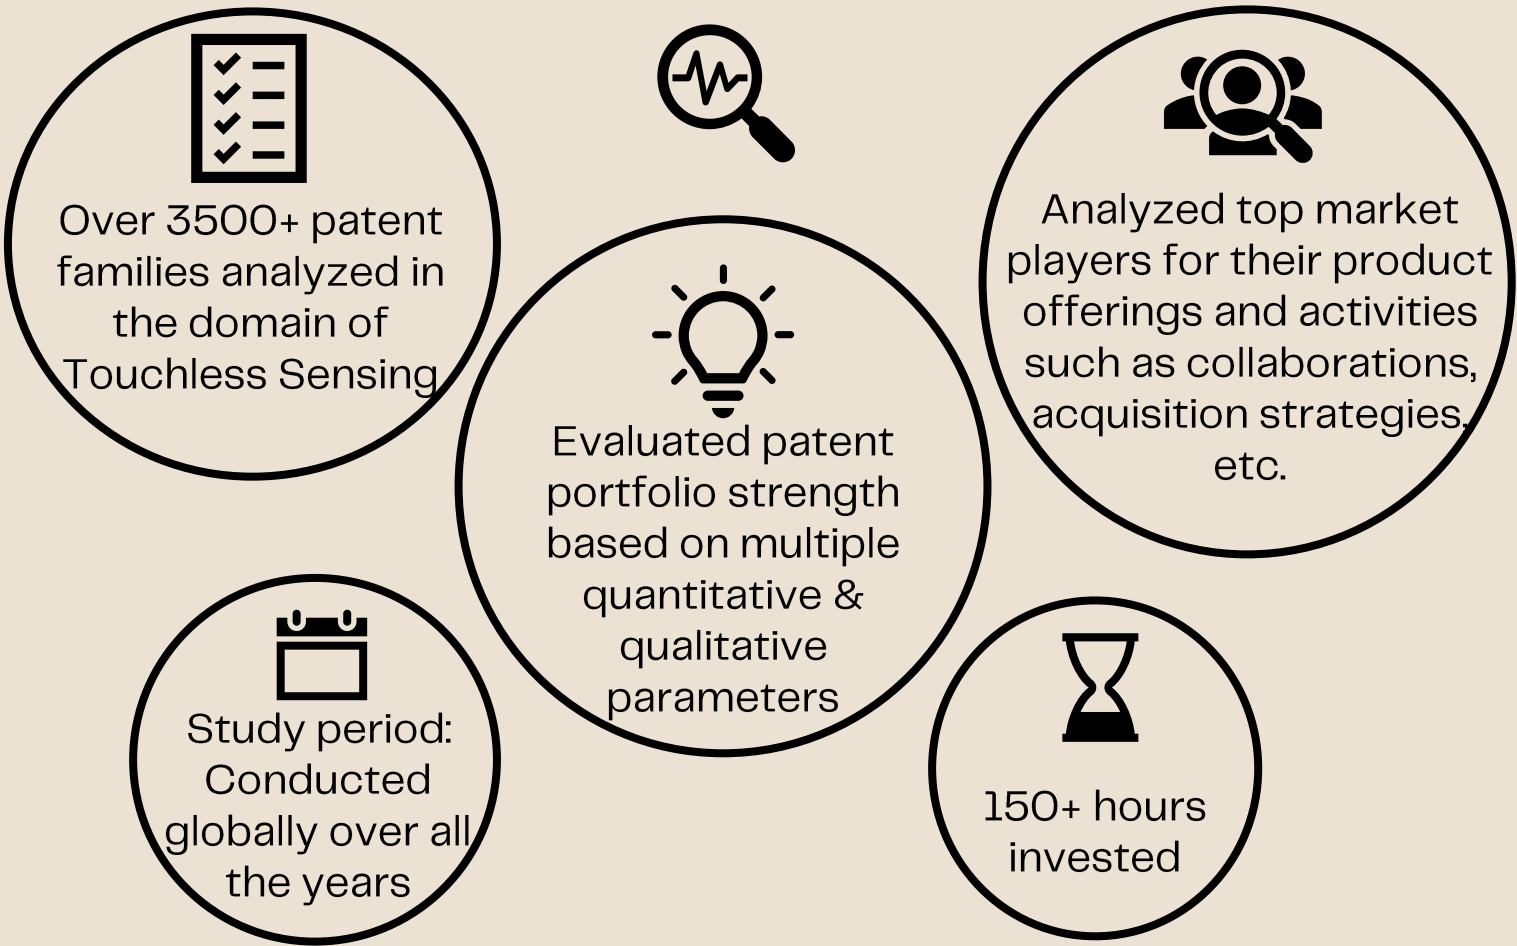 Over 3500+ patent
families analyzed in
the domain of
Touchless Sensing
Analyzed top market
players for their product
offerings and activities
such as collaborations,
acquisition strategies,
etc.
Evaluated patent
portfolio strength
based on multiple
quantitative &
qualitative
parameters
Study period:
Conducted
globally over all
the years
150+ hours
invested